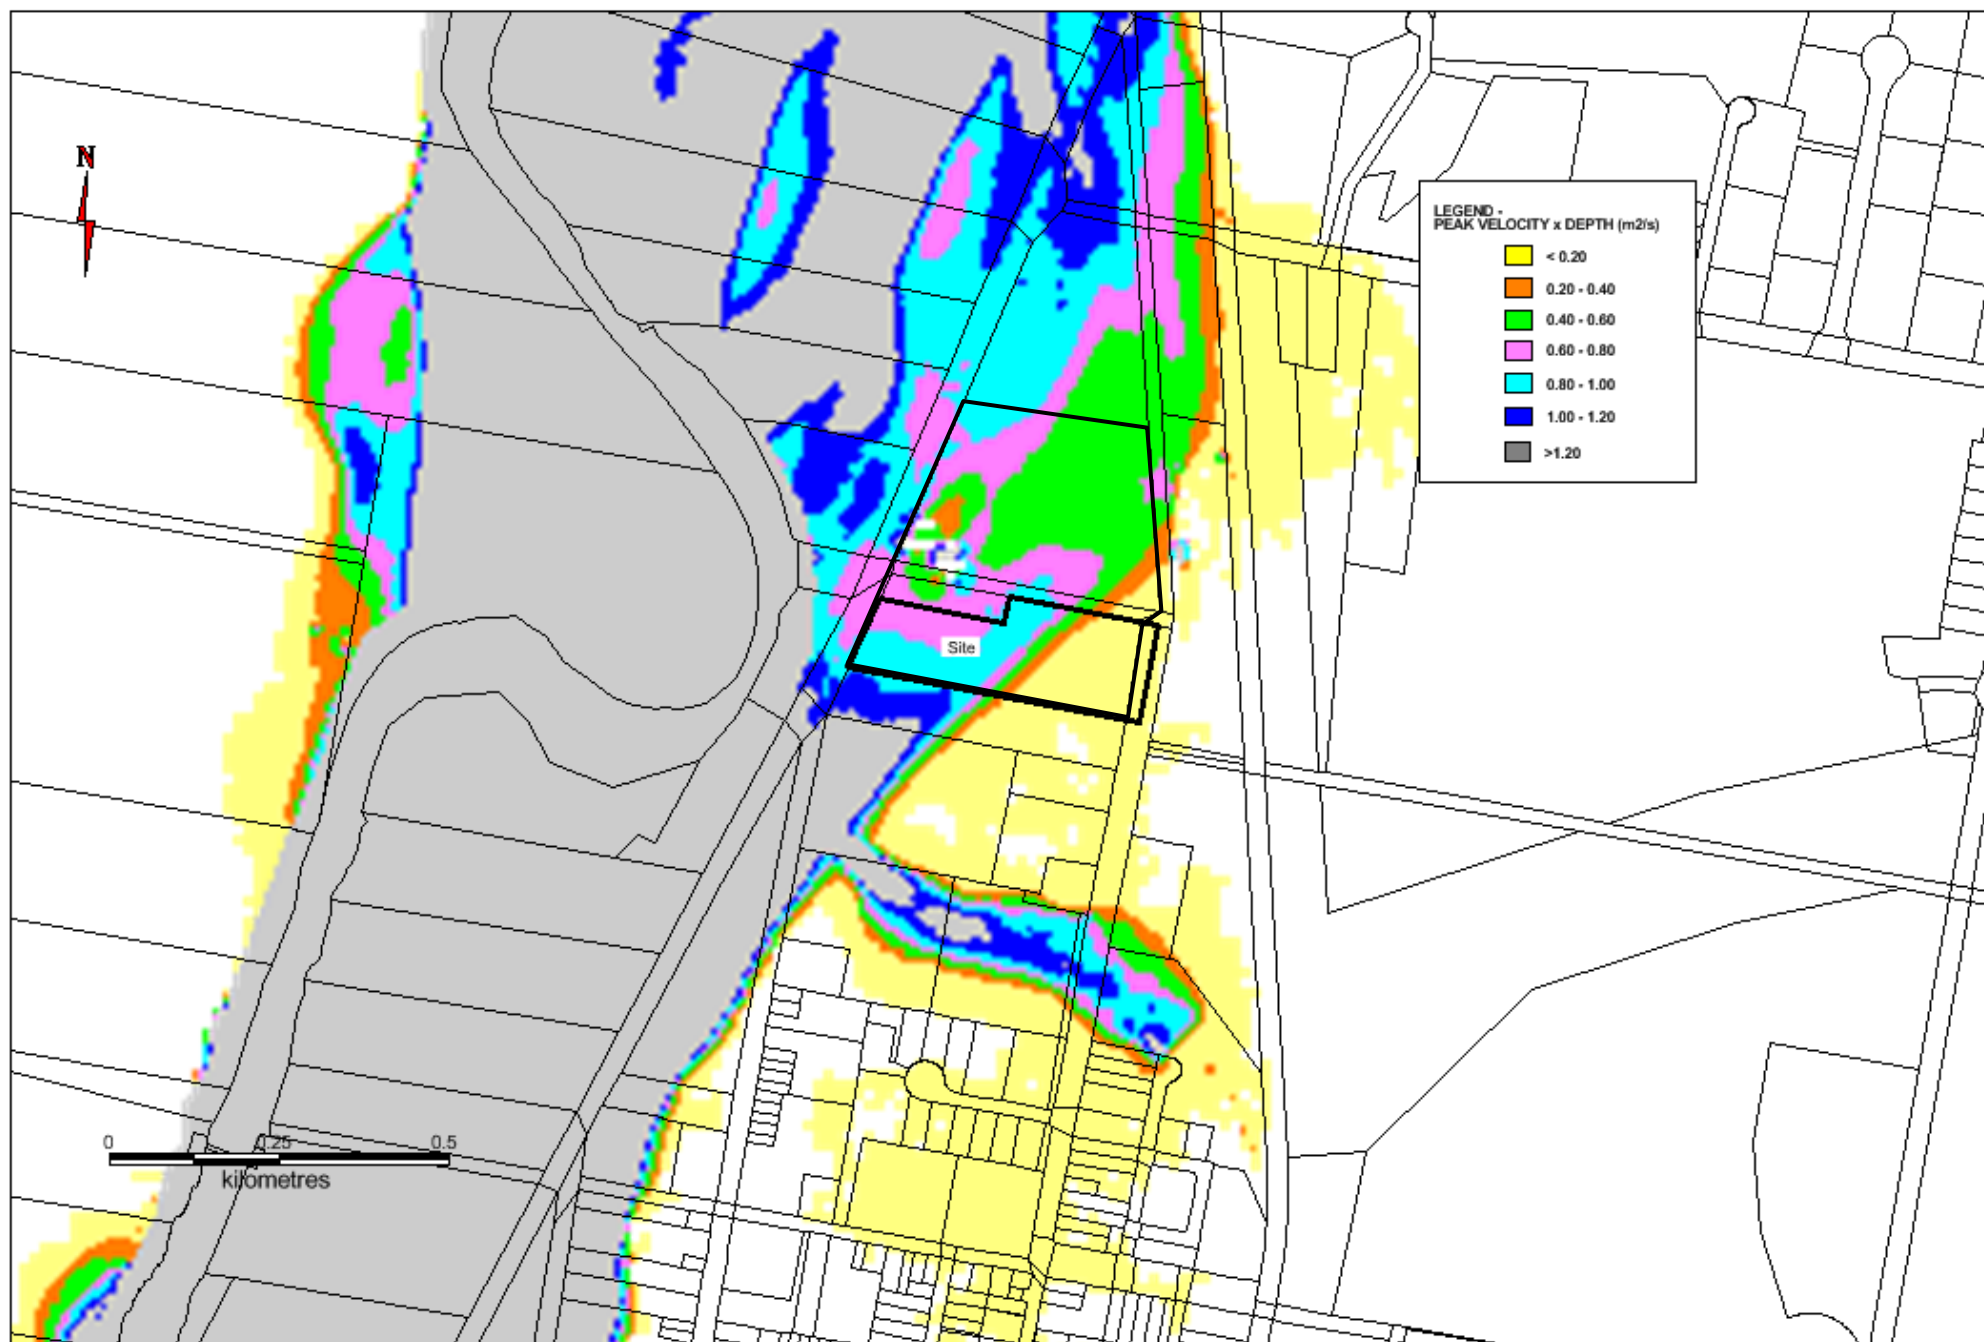 N
LEGEND -
PEAK VELOCITY x DEPTH (m2/s)
< 0.20
0.20 - 0.40
0.40 - 0.60
0.60 - 0.80
0.80 - 1.00
1.00 - 1.20
>1.20
Site
0 0.25 0.5
kilometres